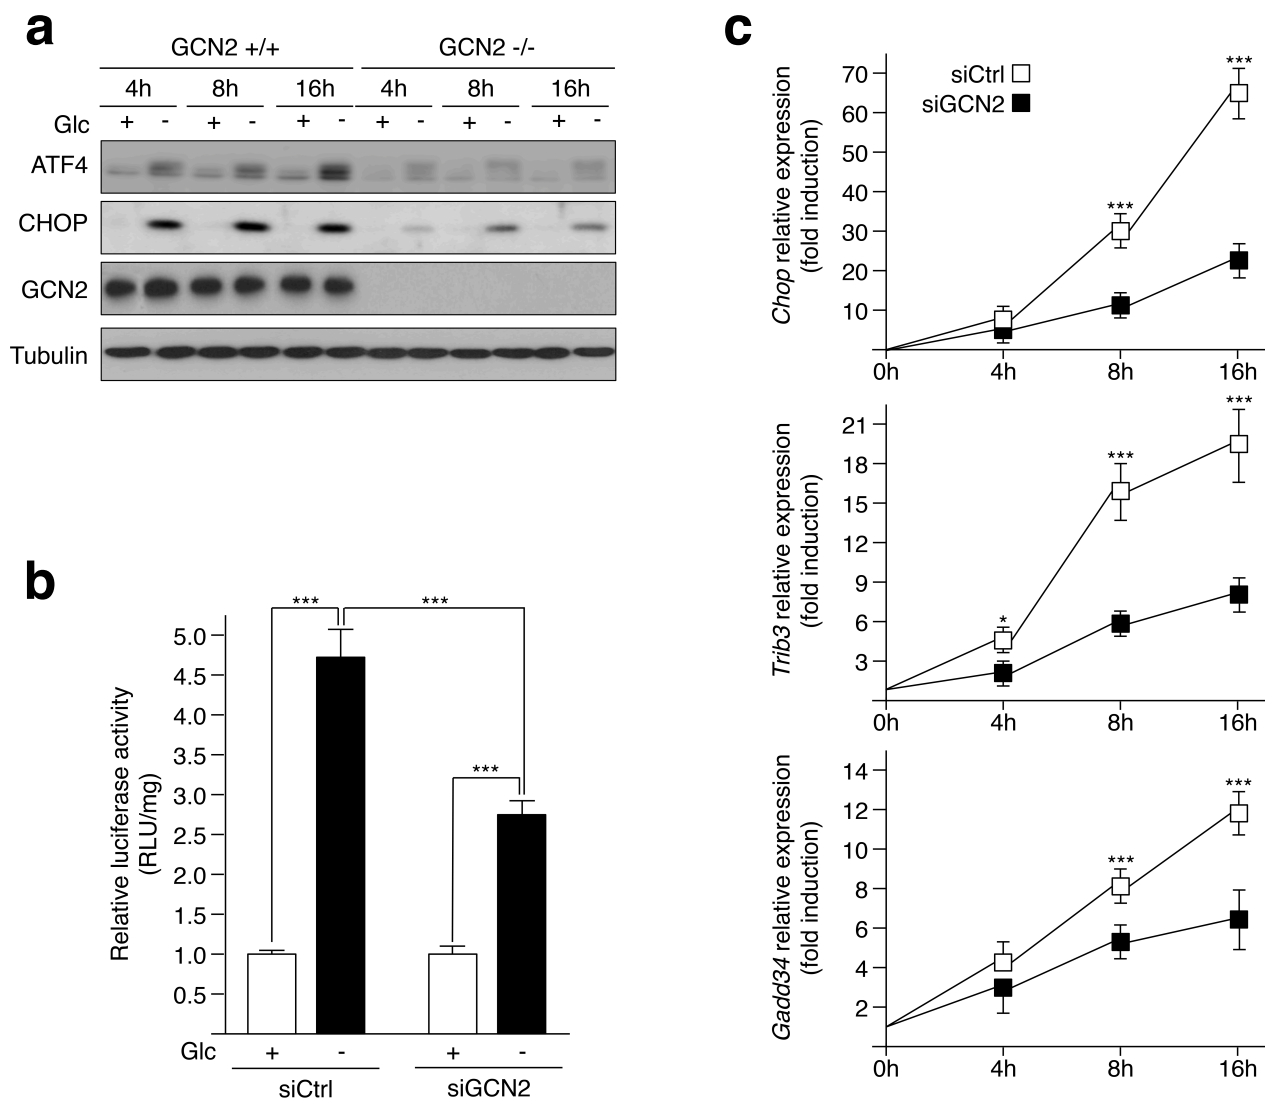 a
GCN2 +/+ GCN2 -/-
4h 8h 16h 4h 8h 16h
Glc + - + - + - + - + - + -
ATF4
CHOP
GCN2
Tubulin
b
Relative luciferase activity
(RLU/mg)
*** ***
***
5.0
4.5
4.0
3.5
3.0
2.5
2.0
1.5
1.0
0.5
Glc + - + -
siCtrl siGCN2
c
Chop relative expression
(fold induction)
siCtrl
siGCN2
***
***
70
60
50
40
30
20
10
0h 4h 8h 16h
Trib3 relative expression
(fold induction)
***
***
*
21
18
15
12
9
6
3
0h 4h 8h 16h
Gadd34 relative expression
(fold induction)
***
***
14
12
10
8
6
4
2
0h 4h 8h 16h